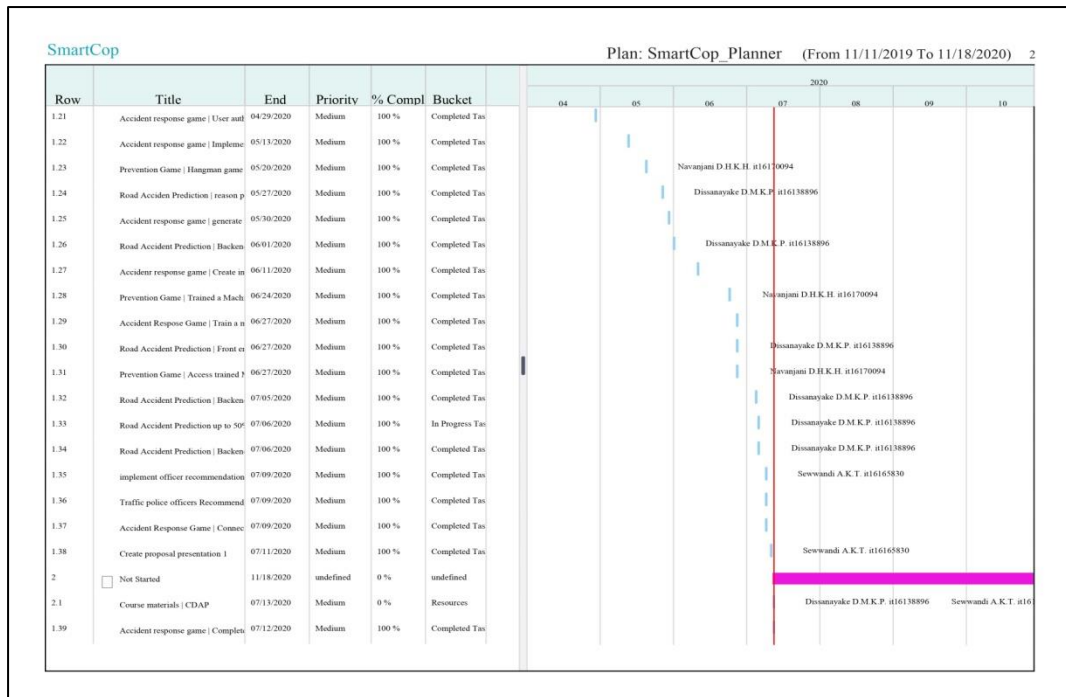 SmartCop
Plan: SmartCop_Planner (From 11/11/2019 To 11/18/2020) 2
2020
Row Title End Priority % Compl Bucket 04 05 06 07 08 09 10
1.21 Accident response game | User auth 04/29/2020 Medium 100 % Completed Tas
1.22 Accident response game | Impleme 05/13/2020 Medium 100 % Completed Tas
1.23 Prevention Game | Hangman game 05/20/2020 Medium 100 % Completed Tas Navanjani D.H.K.H. it16170094
1.24 Road Acciden Prediction | reason p 05/27/2020 Medium 100 % Completed Tas Dissanayake D.M.K.P. it16138896
1.25 Accident response game | generate 05/30/2020 Medium 100 % Completed Tas
1.26 Road Accident Prediction | Backen 06/01/2020 Medium 100 % Completed Tas Dissanayake D.M.K.P. it16138896
1.27 Accidenr response game | Create in 06/11/2020 Medium 100 % Completed Tas
1.28 Prevention Game | Trained a Mach 06/24/2020 Medium 100 % Completed Tas Navanjani D.H.K.H. it16170094
1.29 Accident Respose Game | Train a n 06/27/2020 Medium 100 % Completed Tas
1.30 Road Accident Prediction | Front er 06/27/2020 Medium 100 % Completed Tas Dissanayake D.M.K.P. it16138896
1.31 Prevention Game | Access trained M 06/27/2020 Medium 100 % Completed Tas Navanjani D.H.K.H. it16170094
1.32 Road Accident Prediction | Backen 07/05/2020 Medium 100 % Completed Tas Dissanayake D.M.K.P. it16138896
1.33 Road Accident Prediction up to 50% 07/06/2020 Medium 100 % In Progress Tas Dissanayake D.M.K.P. it16138896
1.34 Road Accident Prediction | Backen 07/06/2020 Medium 100 % Completed Tas Dissanayake D.M.K.P. it16138896
1.35 implement officer recommendation 07/09/2020 Medium 100 % Completed Tas Sewwandi A.K.T. it16165830
1.36 Traffic police officers Recommend 07/09/2020 Medium 100 % Completed Tas
1.37 Accident Response Game | Connec 07/09/2020 Medium 100 % Completed Tas
1.38 Create proposal presentation 1 07/11/2020 Medium 100 % Completed Tas Sewwandi A.K.T. it16165830
2 Not Started 11/18/2020 undefined 0 % undefined
2.1 Course materials | CDAP 07/13/2020 Medium 0 % Resources Dissanayake D.M.K.P. it16138896 Sewwandi A.K.T. it161
1.39 Accident response game | Complete 07/12/2020 Medium 100 % Completed Tas